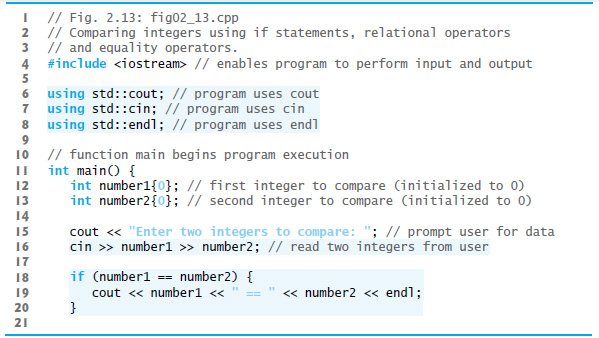 1 // Fig. 2.13: fig02_13.cpp
2 // Comparing integers using if statements, relational operators
3 // and equality operators.
4 #include <iostream> // enables program to perform input and output
5
6 using std::cout; // program uses cout
7 using std::cin; // program uses cin
8 using std::endl; // program uses endl
9
10 // function main begins program execution
11 int main() {
12    int number1{0}; // first integer to compare (initialized to 0)
13    int number2{0}; // second integer to compare (initialized to 0)
14
15    cout << "Enter two integers to compare: "; // prompt user for data
16    cin >> number1 >> number2; // read two integers from user
17
18    if (number1 == number2) {
19       cout << number1 << " == " << number2 << endl;
20    }
21